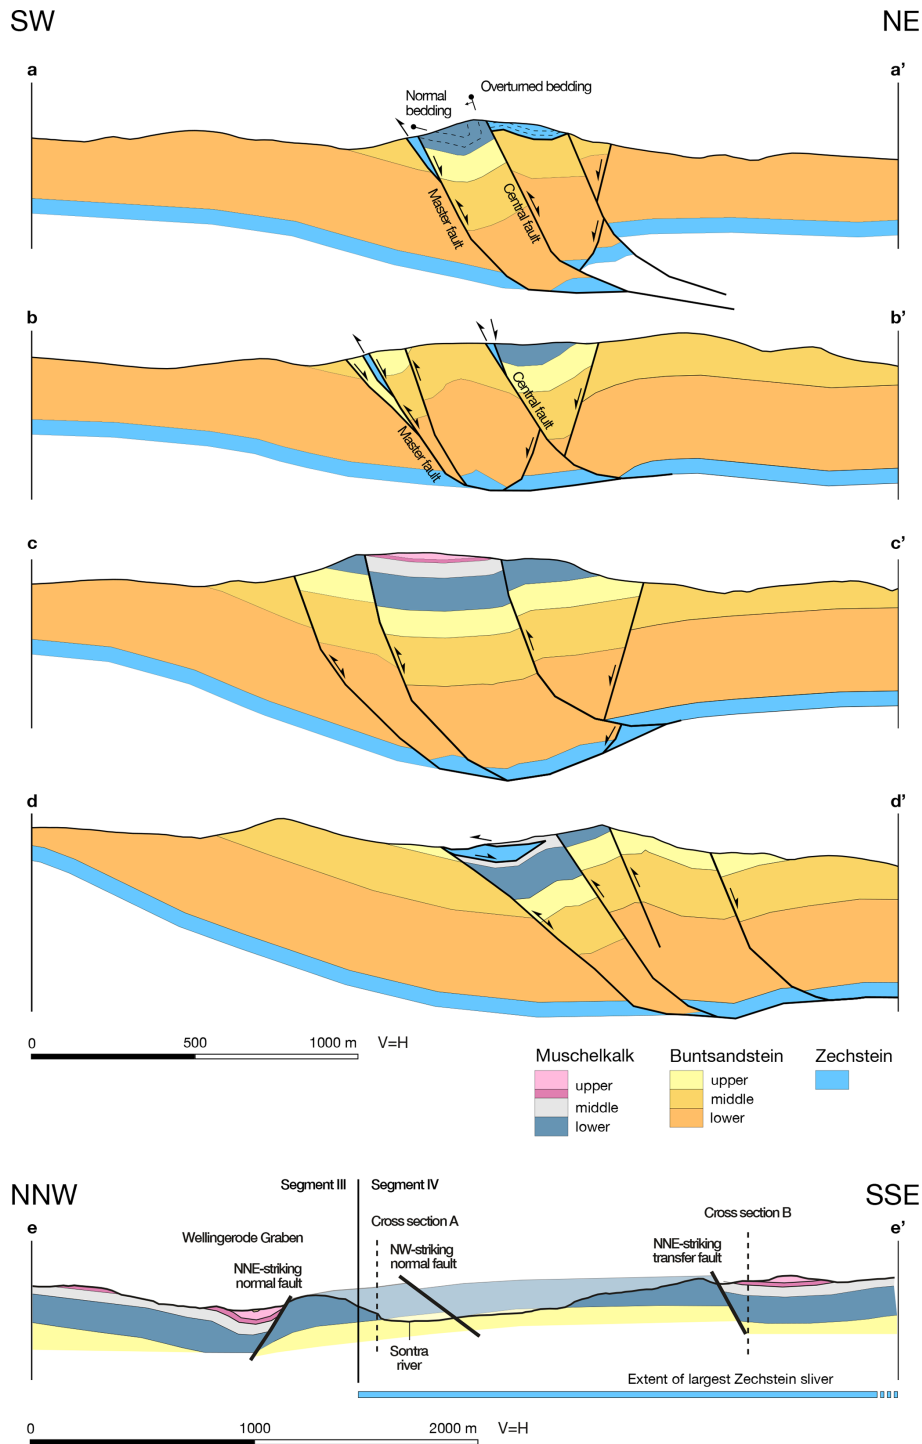 SW
NE
a
a'
Overturned bedding
Normal
bedding
Master fault
Central fault
b
b'
Master fault
Central fault
c
c'
d
d'
0
500
1000 m
V=H
Muschelkalk
upper
middle
lower
Buntsandstein
upper
middle
lower
Zechstein
NNW
SSE
Segment III
Segment IV
e
e'
Cross section A
Cross section B
Wellingerode Graben
NNE-striking
normal fault
NW-striking
normal fault
NNE-striking
transfer fault
Sontra
river
Extent of largest Zechstein sliver
0
1000
2000 m
V=H